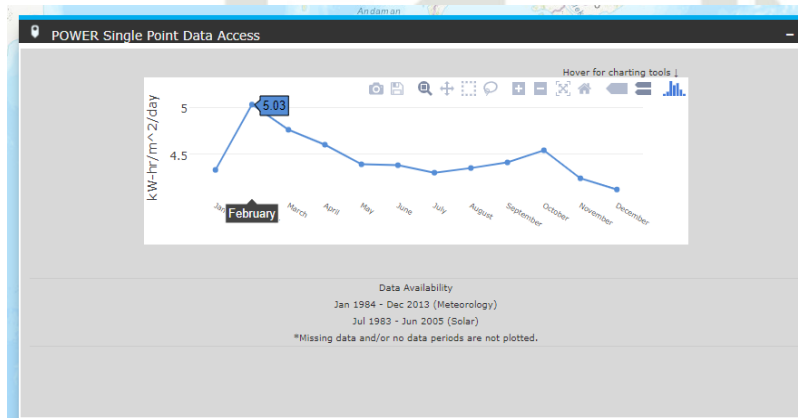 Andaman
POWER Single Point Data Access
Hover for charting tools ↓
kW-hr/m^2/day
5
4.5
5.03
February
March
April
May
June
July
August
September
October
November
December
Data Availability
Jan 1984 - Dec 2013 (Meteorology)
Jul 1983 - Jun 2005 (Solar)
*Missing data and/or no data periods are not plotted.